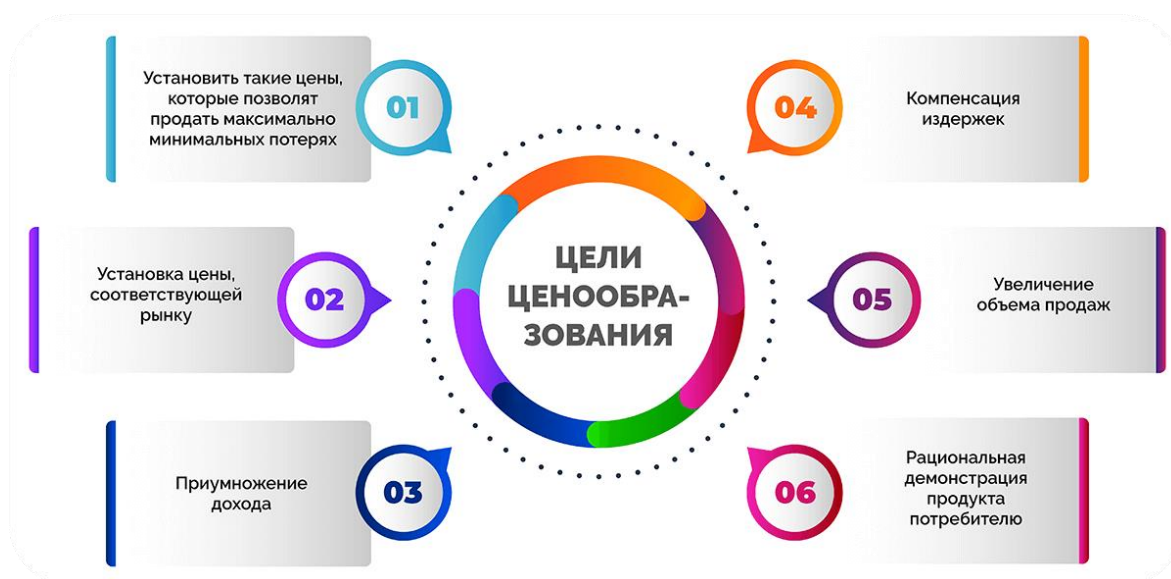 Установить такие цены,
которые позволят
продать максимально
минимальных потерях
01
Установка цены,
соответствующей
рынку
02
Приумножение
дохода
03
ЦЕЛИ
ЦЕНООБРА-
ЗОВАНИЯ
04
Компенсация
издержек
05
Увеличение
объема продаж
06
Рациональная
демонстрация
продукта
потребителю